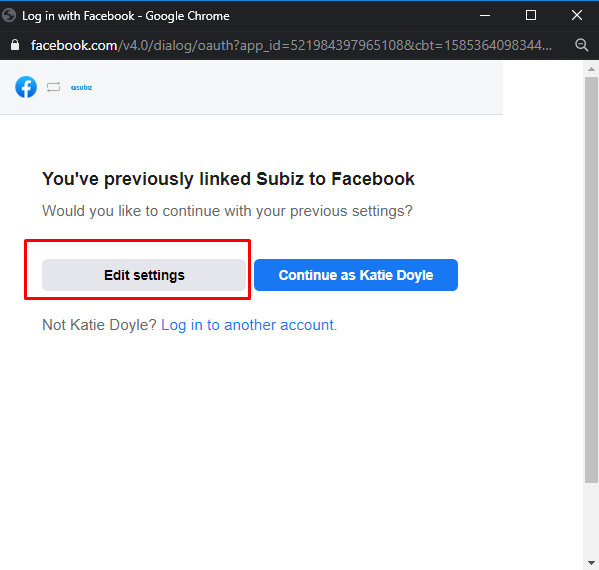 Log in with Facebook - Google Chrome
facebook.com/v4.0/dialog/oauth?app_id=521984397965108&cbt=1585364098344...
subiz
You've previously linked Subiz to Facebook
Would you like to continue with your previous settings?
Edit settings Continue as Katie Doyle
Not Katie Doyle? Log in to another account.